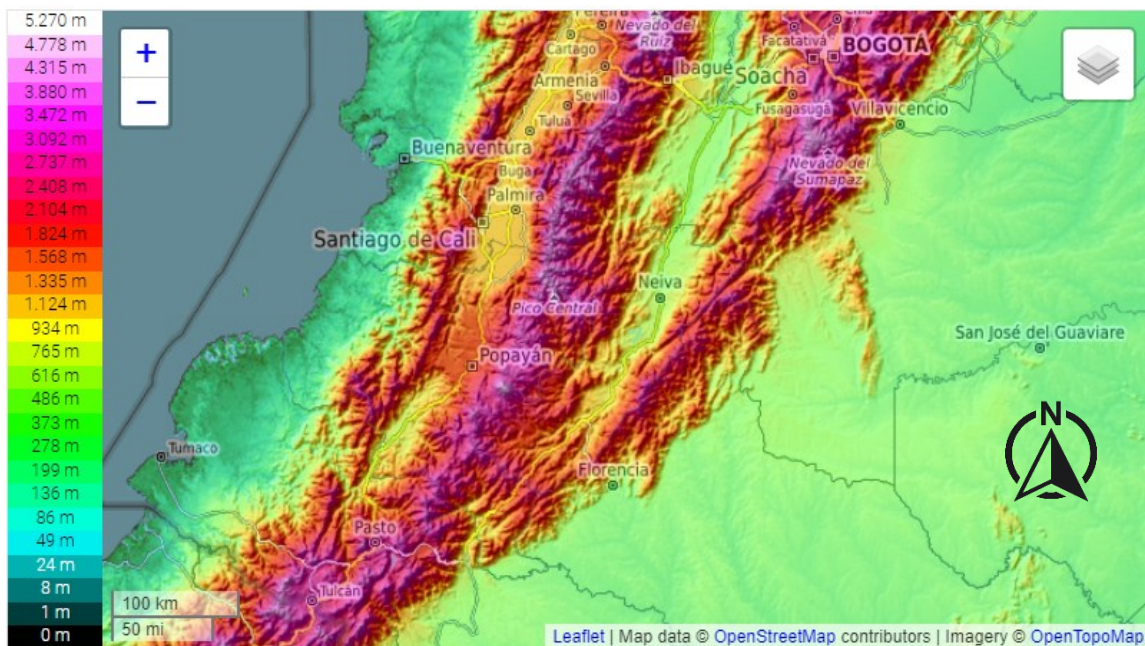 5.270 m
4.778 m
4.315 m
3.880 m
3.472 m
3.092 m
2.737 m
2.408 m
2.104 m
1.824 m
1.568 m
1.335 m
1.124 m
934 m
765 m
616 m
486 m
373 m
278 m
199 m
136 m
86 m
49 m
24 m
8 m
1 m
0 m
+
−
Pereira
Nevado del
Ruiz
Cartago
Facatativá
BOGOTÁ
Armenia
Ibagué
Soacha
Sevilla
Fusagasugá
Villavicencio
Tuluá
Buenaventura
Buga
Nevado del
Sumapaz
Palmira
Santiago de Cali
Neiva
Pico Central
San José del Guaviare
Popayán
N
Tumaco
Florencia
Pasto
Tulcán
100 km
50 mi
Leaflet | Map data © OpenStreetMap contributors | Imagery © OpenTopoMap